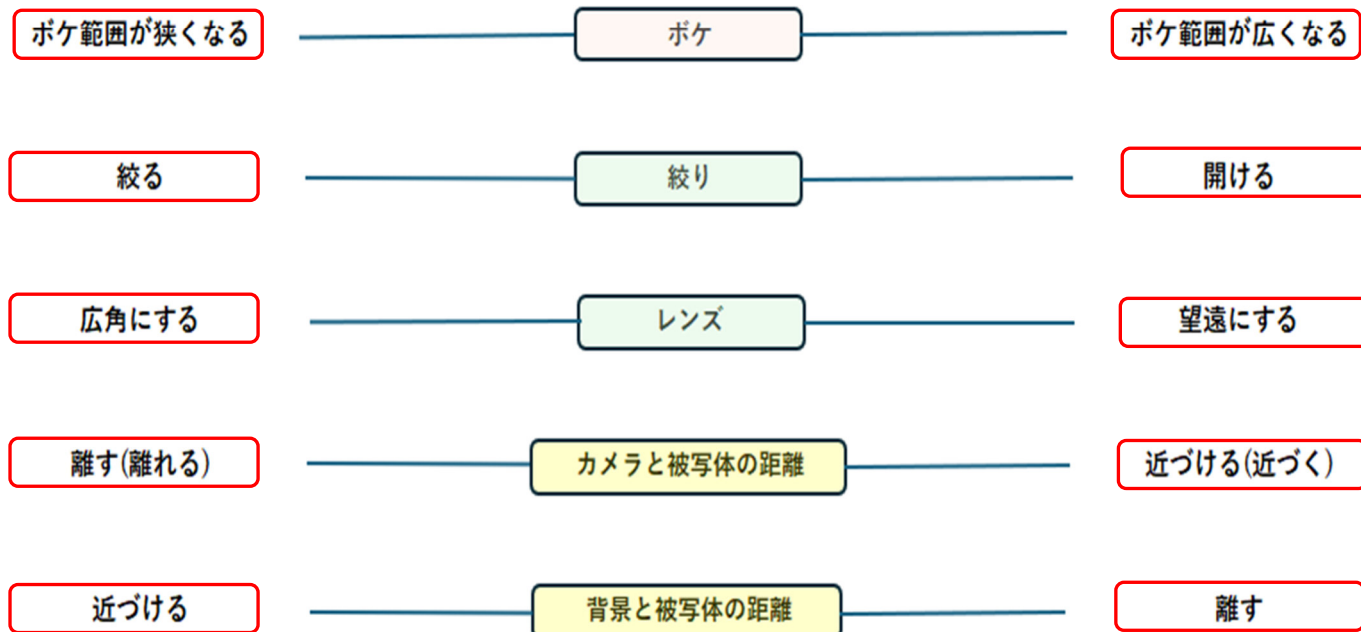 ボケ範囲が狭くなる ボケ ボケ範囲が広くなる
絞る 絞り 開ける
広角にする レンズ 望遠にする
離す(離れる) カメラと被写体の距離 近づける(近づく)
近づける 背景と被写体の距離 離す